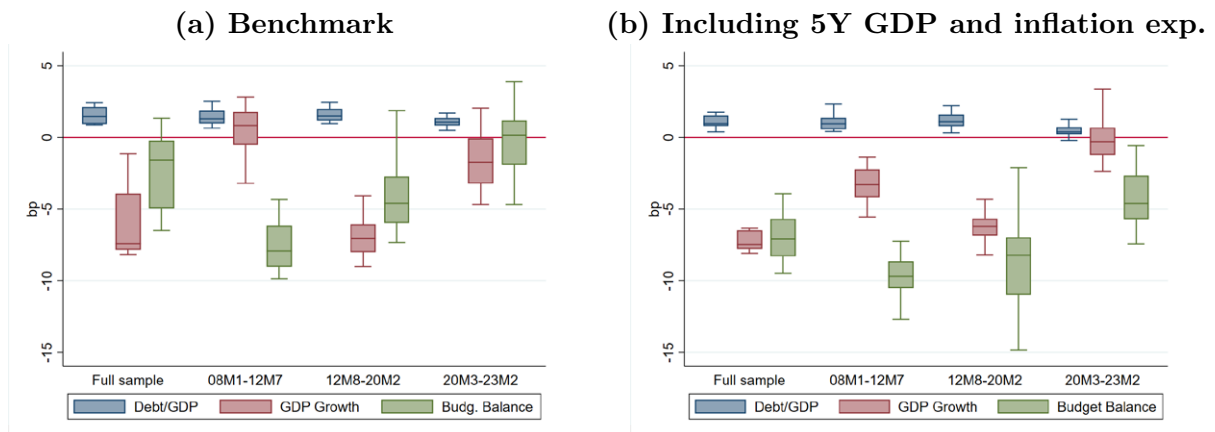 (a) Benchmark
5
0
-5
-10
-15
bp
Full sample 08M1-12M7 12M8-20M2 20M3-23M2
Debt/GDP GDP Growth Budg. Balance
(b) Including 5Y GDP and inflation exp.
5
0
-5
-10
-15
bp
Full sample 08M1-12M7 12M8-20M2 20M3-23M2
Debt/GDP GDP Growth Budget Balance